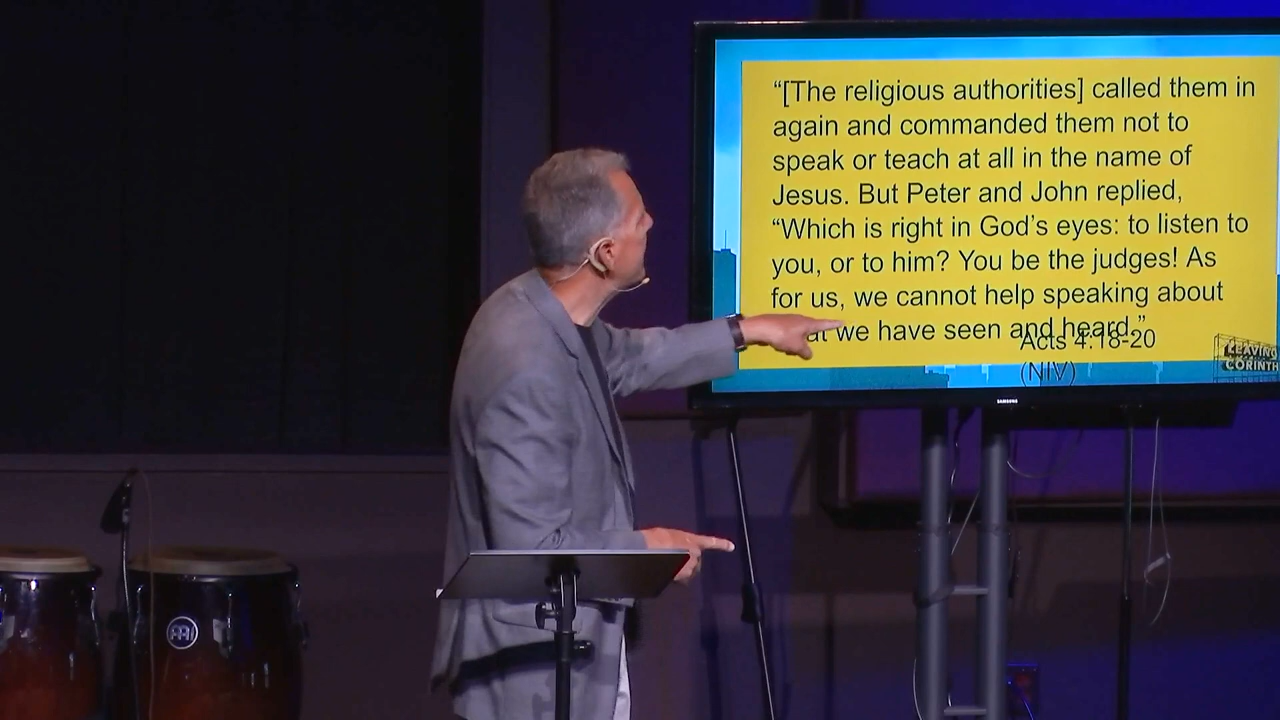 “[The religious authorities] called them in
again and commanded them not to
speak or teach at all in the name of
Jesus. But Peter and John replied,
“Which is right in God’s eyes: to listen to
you, or to him? You be the judges! As
for us, we cannot help speaking about
at we have seen and heard.”
Acts 4:18-20
(NIV)
LEAVING
CORINTH
SAMSUNG